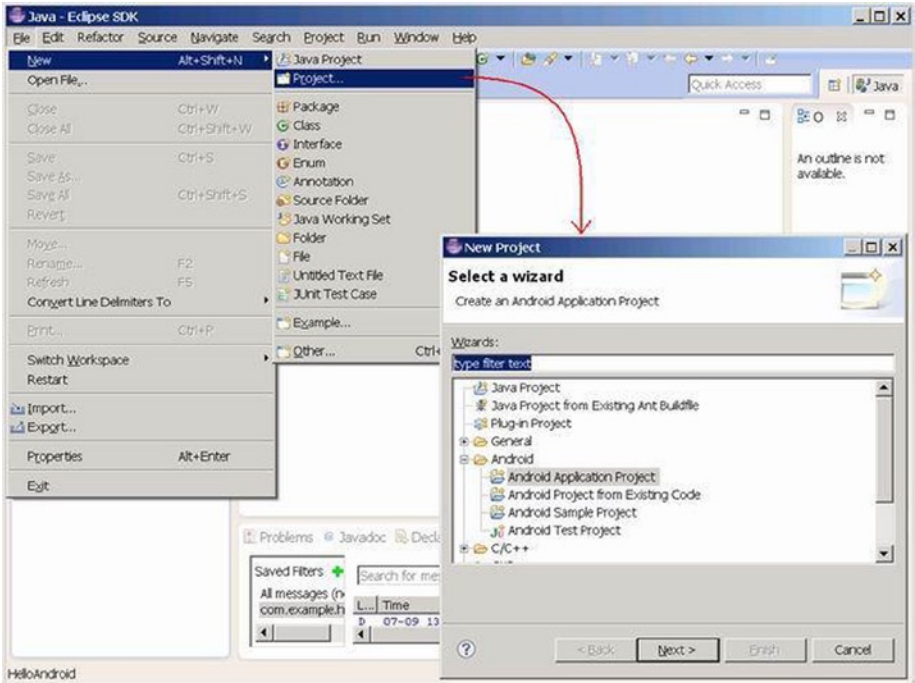 Java - Eclipse SDK
File Edit Refactor Source Navigate Search Project Run Window Help
New Alt+Shift+N
Open File...
Close Ctrl+W
Close All Ctrl+Shift+W
Save Ctrl+S
Save As...
Save All Ctrl+Shift+S
Revert
Move...
Rename... F2
Refresh F5
Convert Line Delimiters To
Print... Ctrl+P
Switch Workspace
Restart
Import...
Export...
Properties Alt+Enter
Exit
Java Project
Project...
Package
Class
Interface
Enum
Annotation
Source Folder
Java Working Set
Folder
File
Untitled Text File
JUnit Test Case
Example...
Other... Ctrl+
Quick Access
Java
O
An outline is not
available.
New Project
Select a wizard
Create an Android Application Project
Wizards:
type filter text
Java Project
Java Project from Existing Ant Buildfile
Plug-in Project
General
Android
Android Application Project
Android Project from Existing Code
Android Sample Project
Android Test Project
C/C++
? < Back Next > Finish Cancel
Problems @ Javadoc Decla
Saved Filters
All messages (n
com.example.h
Search for me
L... Time
D 07-09 13
HelloAndroid